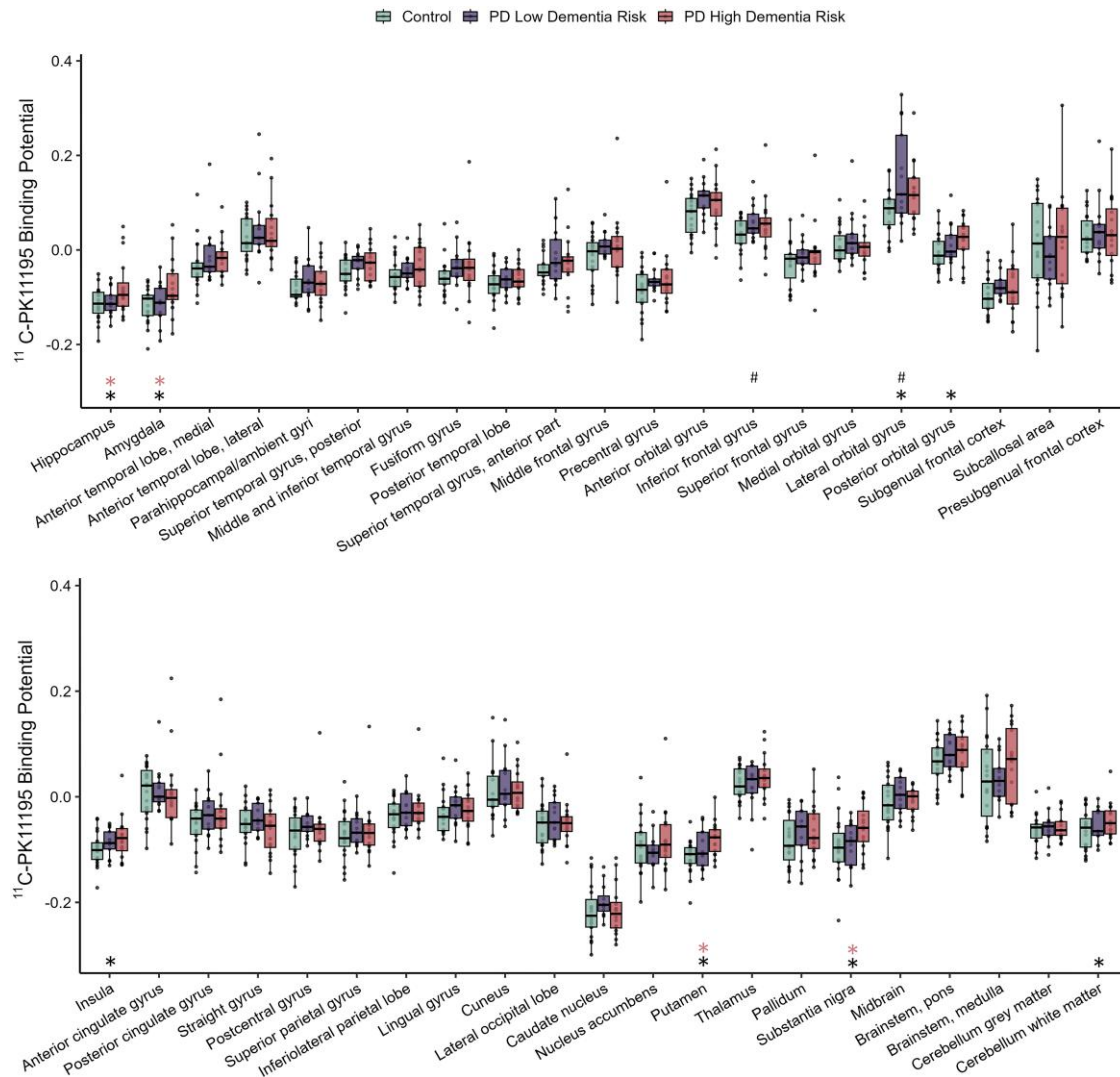 Control PD Low Dementia Risk PD High Dementia Risk
0.4
0.2
0.0
-0.2
11 C-PK11195 Binding Potential
* * # #
* * * *
Hippocampus
Amygdala
Anterior temporal lobe, medial
Anterior temporal lobe, lateral
Parahippocampal/ambient gyri
Superior temporal gyrus, posterior
Middle and inferior temporal gyrus
Fusiform gyrus
Posterior temporal lobe
Superior temporal gyrus, anterior part
Middle frontal gyrus
Precentral gyrus
Anterior orbital gyrus
Inferior frontal gyrus
Superior frontal gyrus
Medial orbital gyrus
Lateral orbital gyrus
Posterior orbital gyrus
Subgenual frontal cortex
Subcallosal area
Presubgenual frontal cortex
0.4
0.2
0.0
-0.2
11C-PK11195 Binding Potential
* *
* * * *
Insula
Anterior cingulate gyrus
Posterior cingulate gyrus
Straight gyrus
Postcentral gyrus
Superior parietal gyrus
Inferiolateral parietal lobe
Lingual gyrus
Cuneus
Lateral occipital lobe
Caudate nucleus
Nucleus accumbens
Putamen
Thalamus
Pallidum
Substantia nigra
Midbrain
Brainstem, pons
Brainstem, medulla
Cerebellum grey matter
Cerebellum white matter